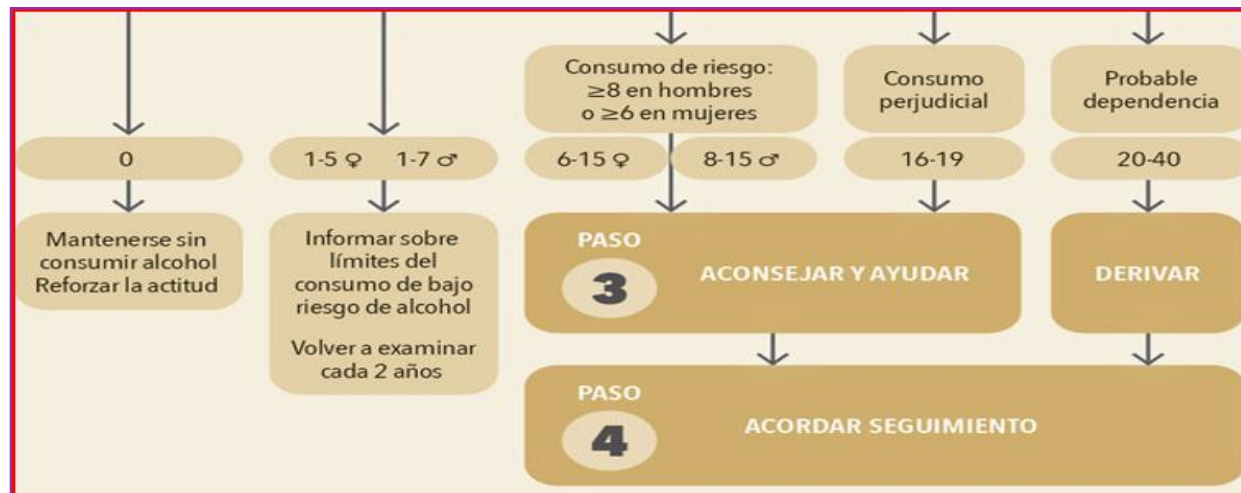 Consumo de riesgo:
≥8 en hombres
o ≥6 en mujeres
Consumo
perjudicial
Probable
dependencia
0
1-5 ♀ 1-7 ♂
6-15 ♀
8-15 ♂
16-19
20-40
Mantenerse sin
consumir alcohol
Reforzar la actitud
Informar sobre
límites del
consumo de bajo
riesgo de alcohol
Volver a examinar
cada 2 años
PASO
3
ACONSEJAR Y AYUDAR
DERIVAR
PASO
4
ACORDAR SEGUIMIENTO